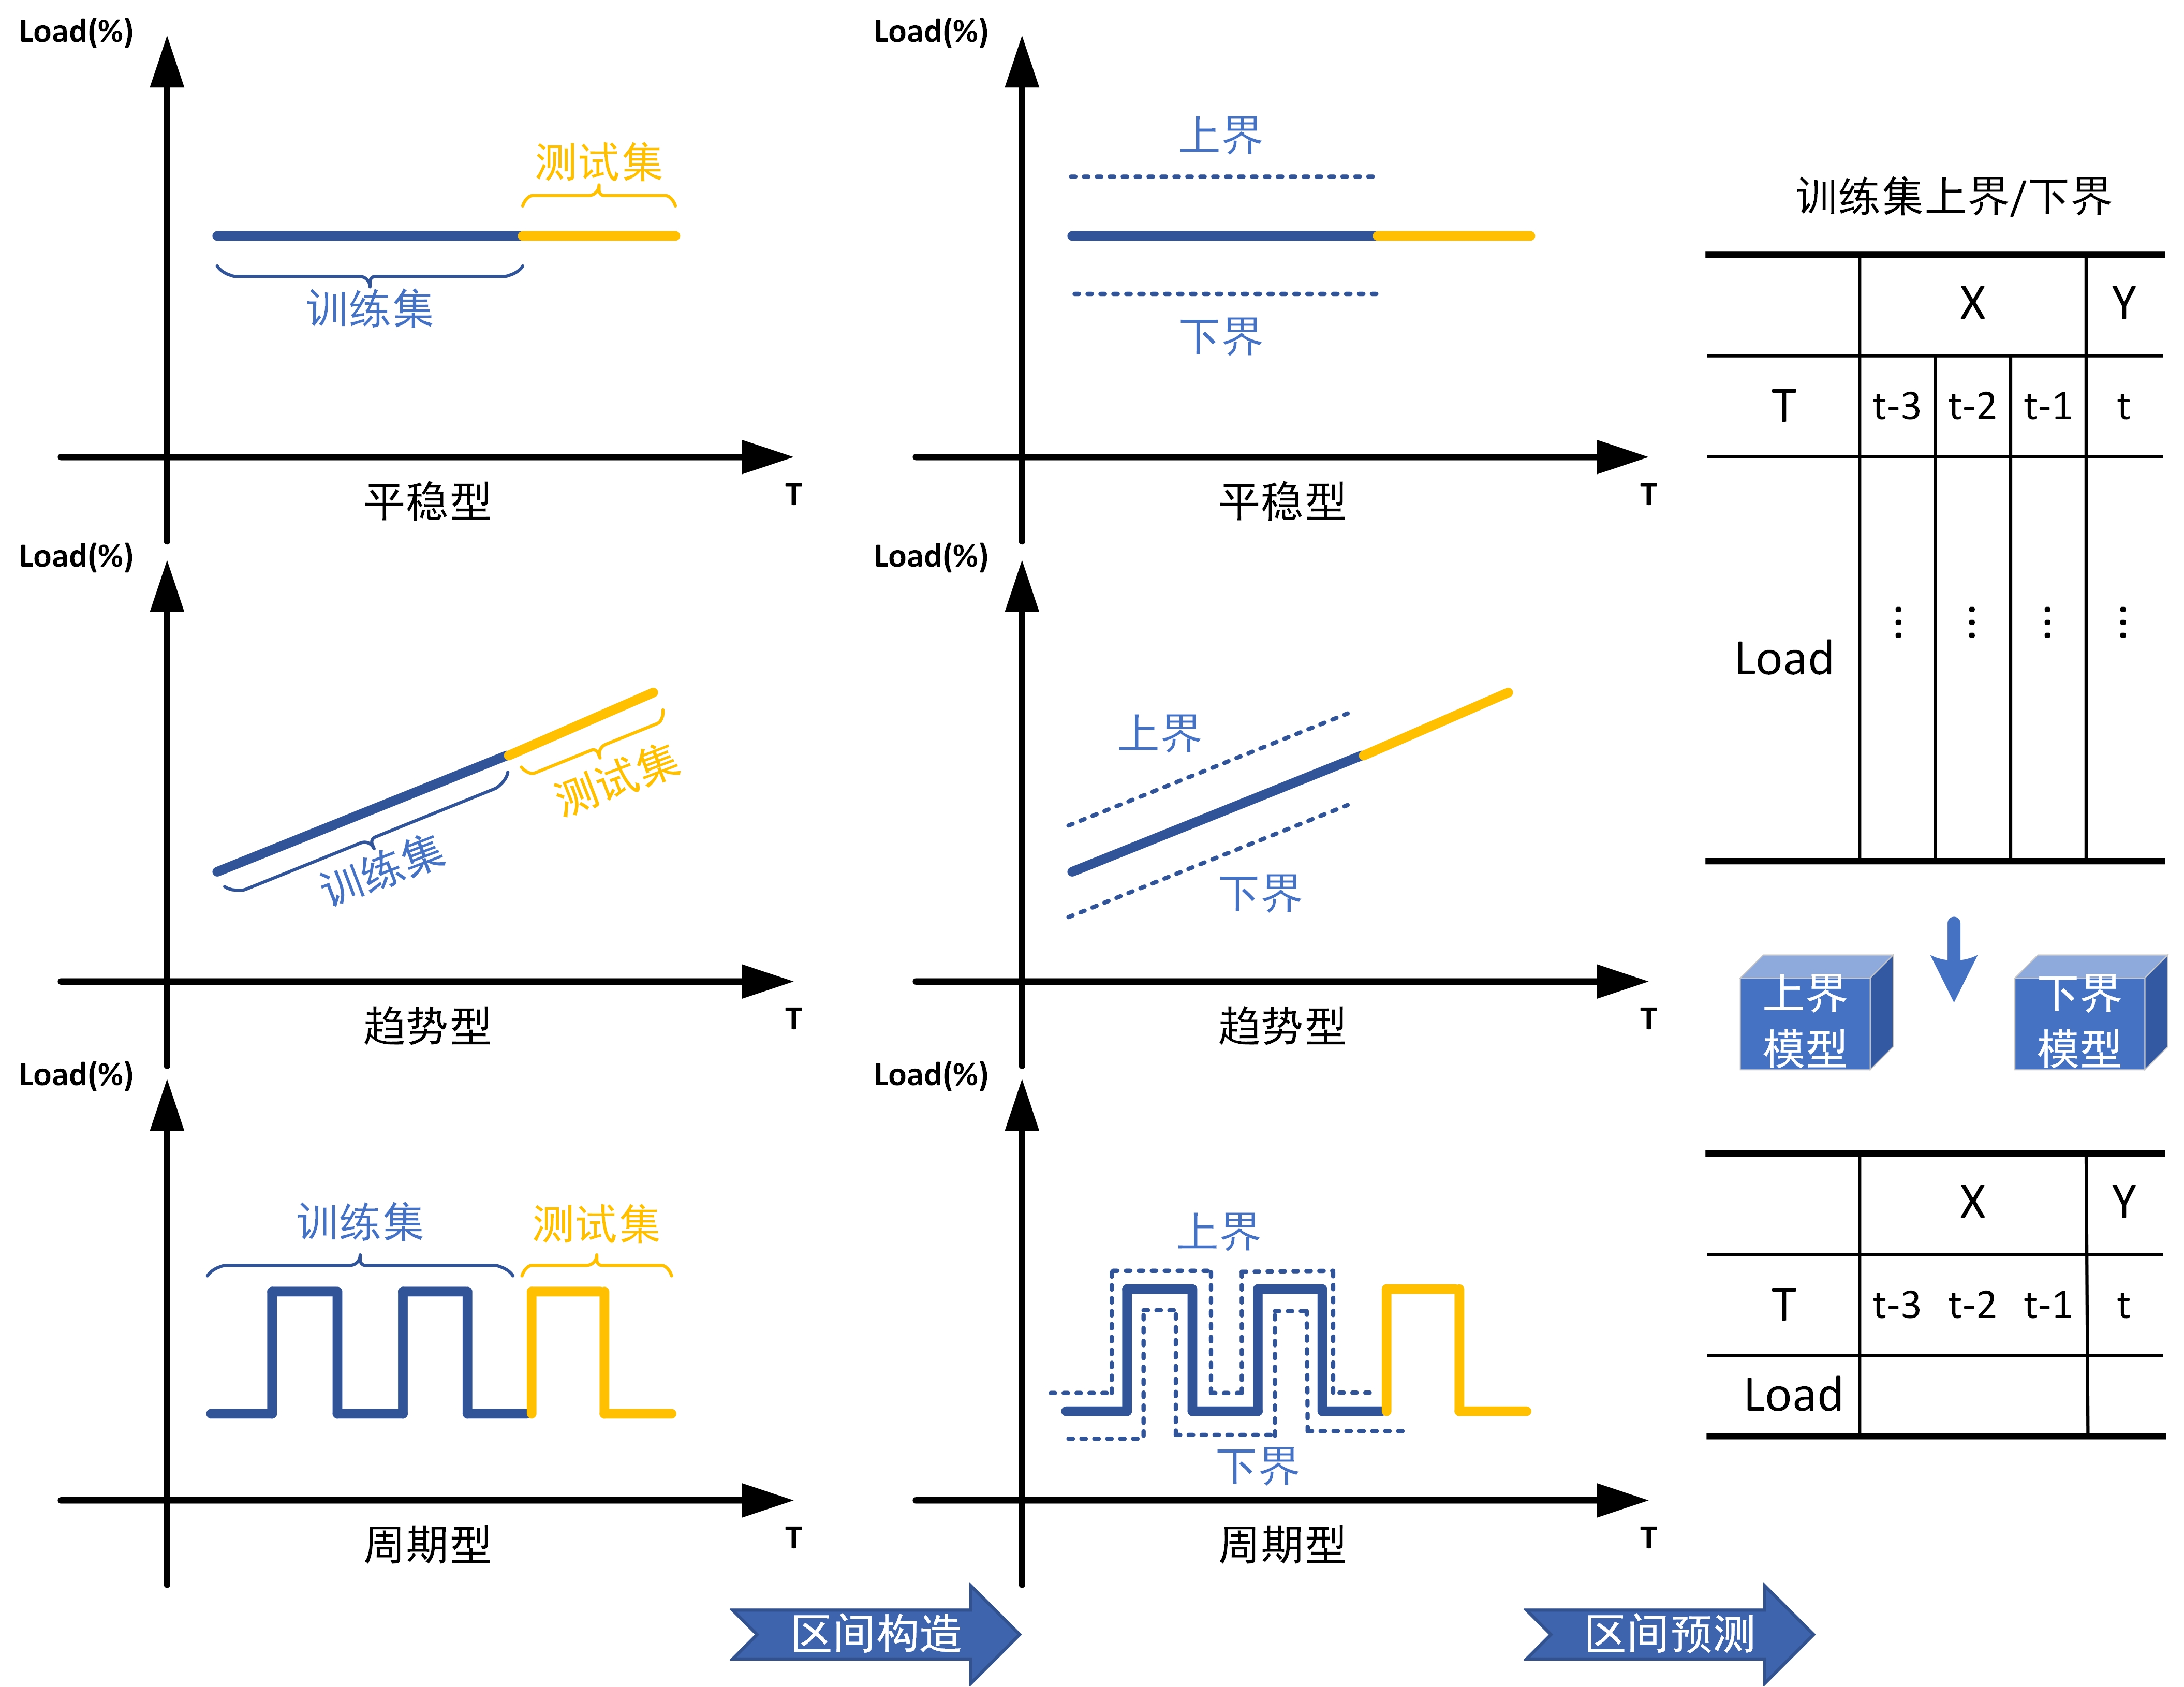 Load(%)
测试集
训练集
平稳型
T
Load(%)
上界
下界
平稳型
T
Load(%)
测试集
训练集
趋势型
T
Load(%)
上界
下界
趋势型
T
Load(%)
训练集
测试集
周期型
T
Load(%)
上界
下界
周期型
T
区间构造
区间预测
训练集上界/下界
X Y
T t-3 t-2 t-1 t
Load ⋮ ⋮ ⋮ ⋮
上界
模型
下界
模型
X Y
T t-3 t-2 t-1 t
Load